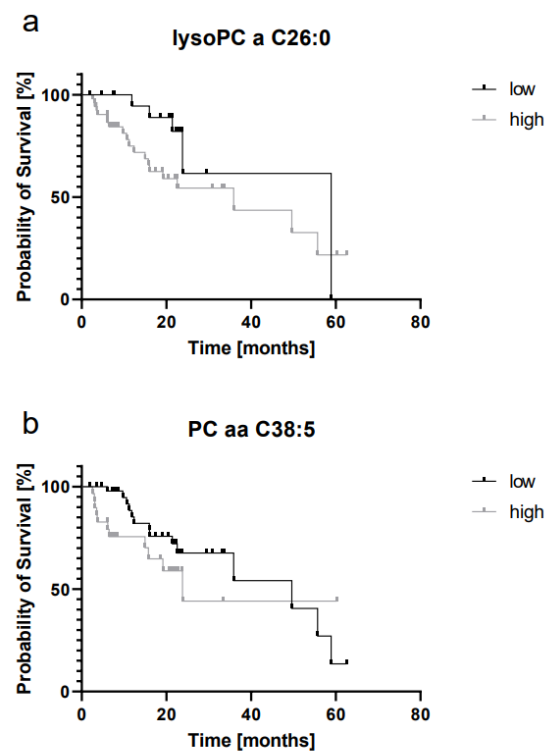 a
lysoPC a C26:0
Probability of Survival [%]
100
50
0
0 20 40 60 80
Time [months]
low
high
b
PC aa C38:5
Probability of Survival [%]
100
50
0
0 20 40 60 80
Time [months]
low
high